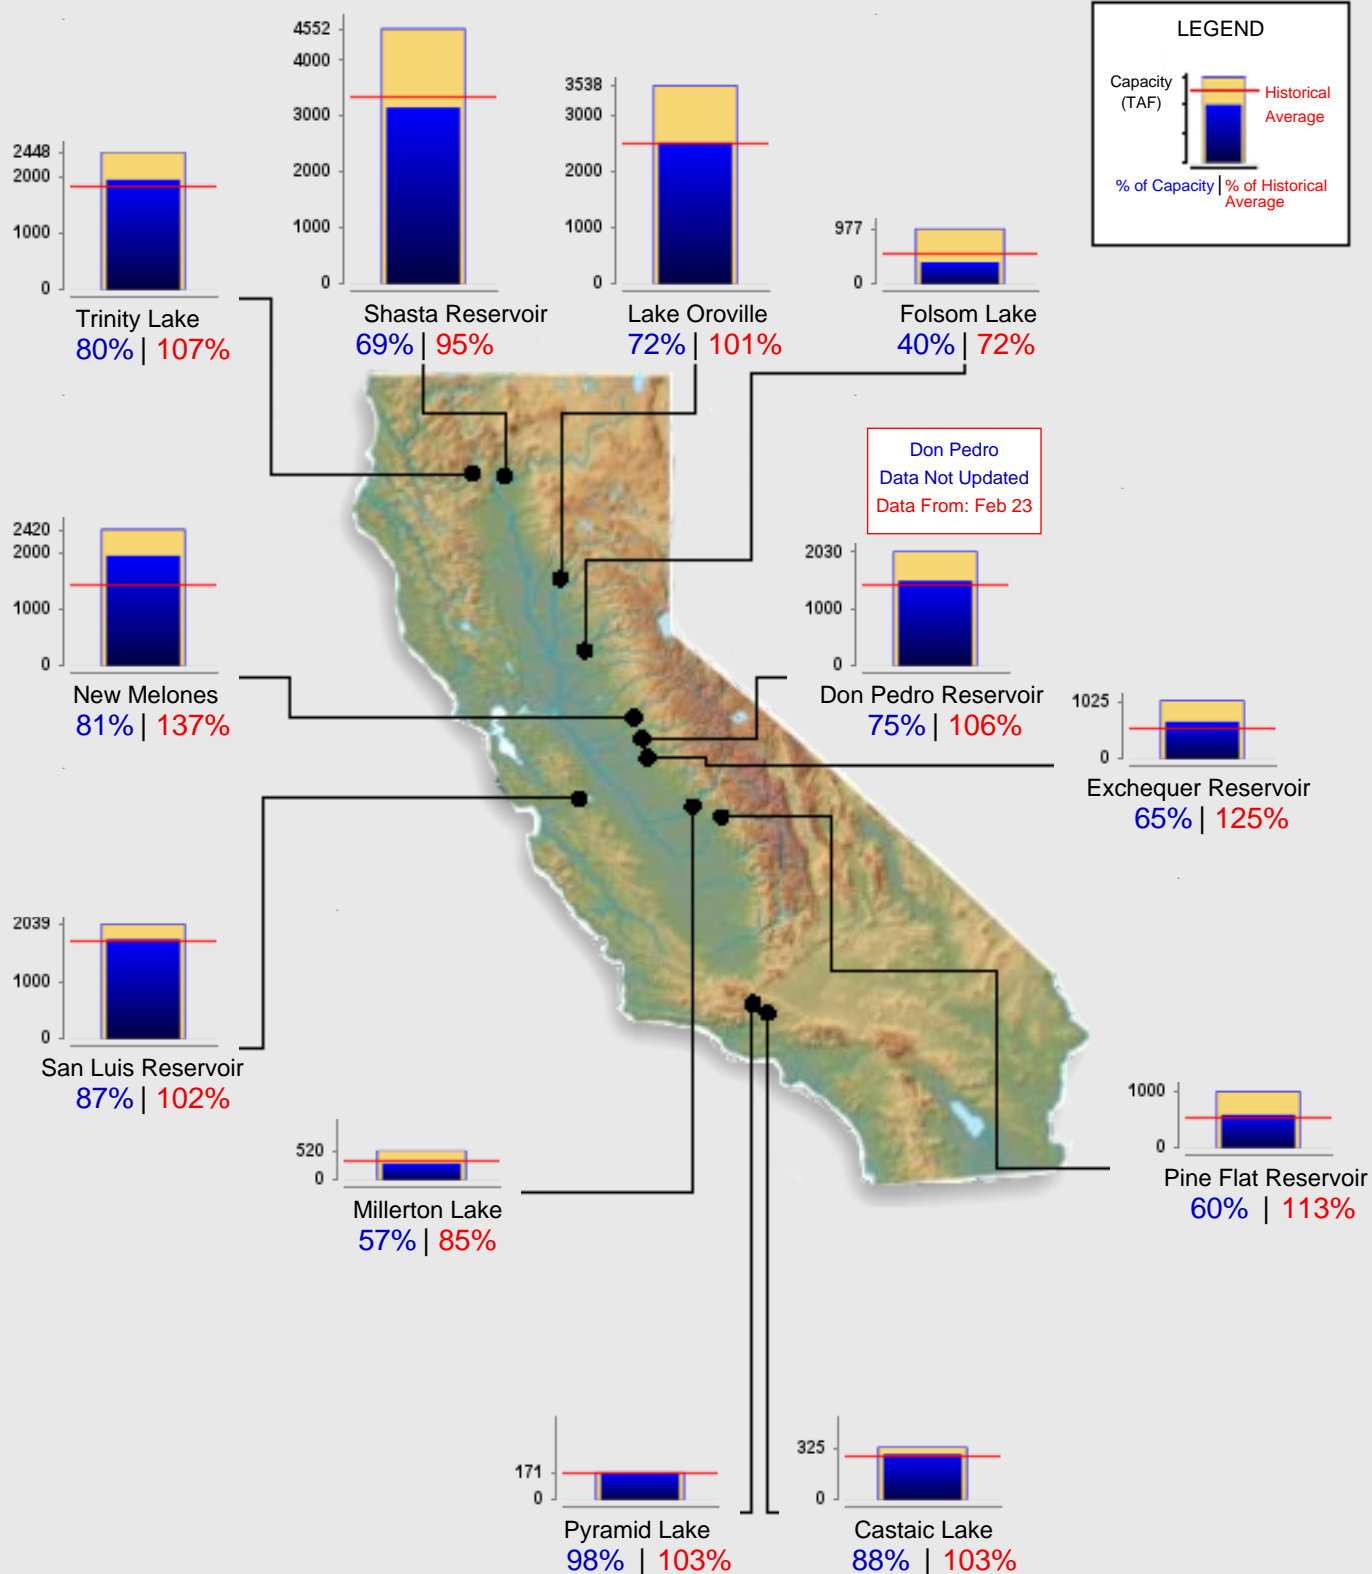 LEGEND
Capacity
(TAF)
Historical
Average
% of Capacity | % of Historical
Average
4552
4000
3000
2000
1000
0
Shasta Reservoir
69% | 95%
3538
3000
2000
1000
0
Lake Oroville
72% | 101%
2448
2000
1000
0
Trinity Lake
80% | 107%
977
0
Folsom Lake
40% | 72%
Don Pedro
Data Not Updated
Data From: Feb 23
2420
2000
1000
0
New Melones
81% | 137%
2030
1000
0
Don Pedro Reservoir
75% | 106%
1025
0
Exchequer Reservoir
65% | 125%
2039
1000
0
San Luis Reservoir
87% | 102%
520
0
Millerton Lake
57% | 85%
1000
0
Pine Flat Reservoir
60% | 113%
171
0
Pyramid Lake
98% | 103%
325
0
Castaic Lake
88% | 103%